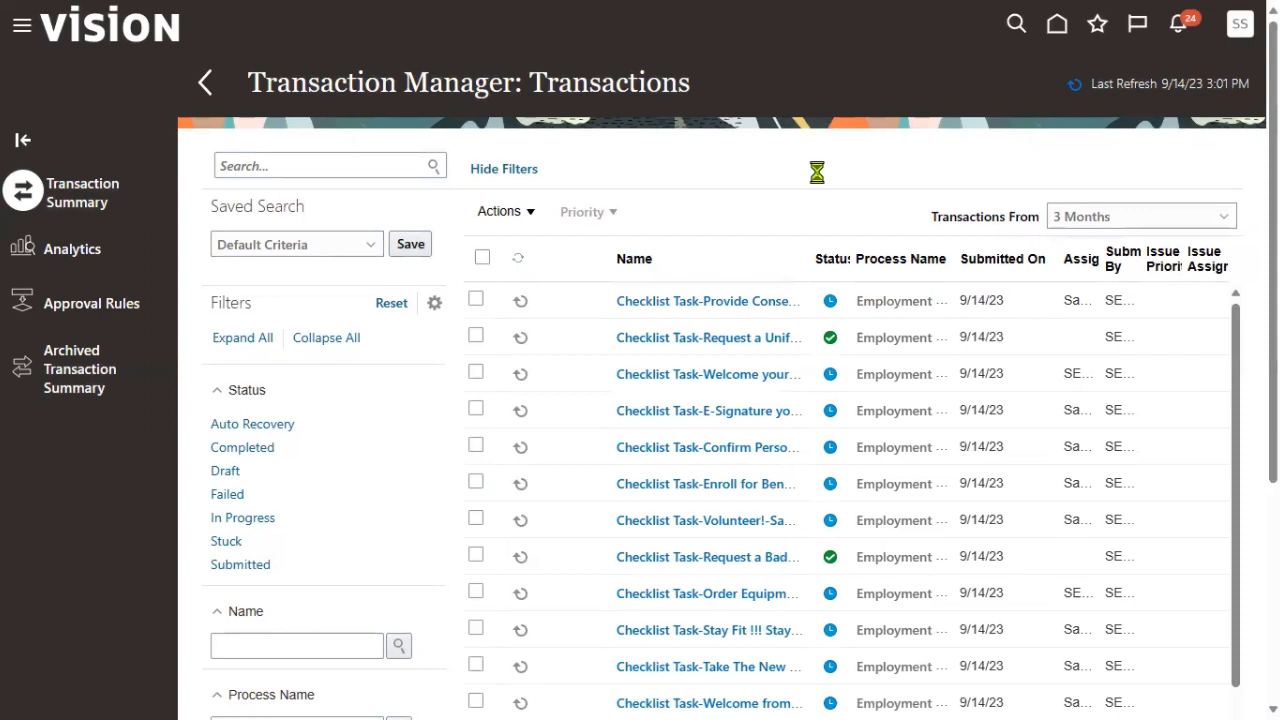 vision
24
SS
Transaction Manager: Transactions
Last Refresh 9/14/23 3:01 PM
Transaction
Summary
Analytics
Approval Rules
Archived
Transaction
Summary
Search...
Hide Filters
Saved Search
Default Criteria
Save
Filters
Reset
Expand All
Collapse All
Status
Auto Recovery
Completed
Draft
Failed
In Progress
Stuck
Submitted
Name
Process Name
Actions
Priority
Transactions From
3 Months
Name Status Process Name Submitted On Assig Subm By Issue Priori Issue Assigr
Checklist Task-Provide Conse... Employment ... 9/14/23 Sa... SE...
Checklist Task-Request a Unif... Employment ... 9/14/23 SE...
Checklist Task-Welcome your... Employment ... 9/14/23 SE... SE...
Checklist Task-E-Signature yo... Employment ... 9/14/23 Sa... SE...
Checklist Task-Confirm Perso... Employment ... 9/14/23 Sa... SE...
Checklist Task-Enroll for Ben... Employment ... 9/14/23 Sa... SE...
Checklist Task-Volunteer!-Sa... Employment ... 9/14/23 Sa... SE...
Checklist Task-Request a Bad... Employment ... 9/14/23 SE...
Checklist Task-Order Equipm... Employment ... 9/14/23 SE... SE...
Checklist Task-Stay Fit !!! Stay... Employment ... 9/14/23 Sa... SE...
Checklist Task-Take The New ... Employment ... 9/14/23 Sa... SE...
Checklist Task-Welcome from... Employment ... 9/14/23 Sa... SE...